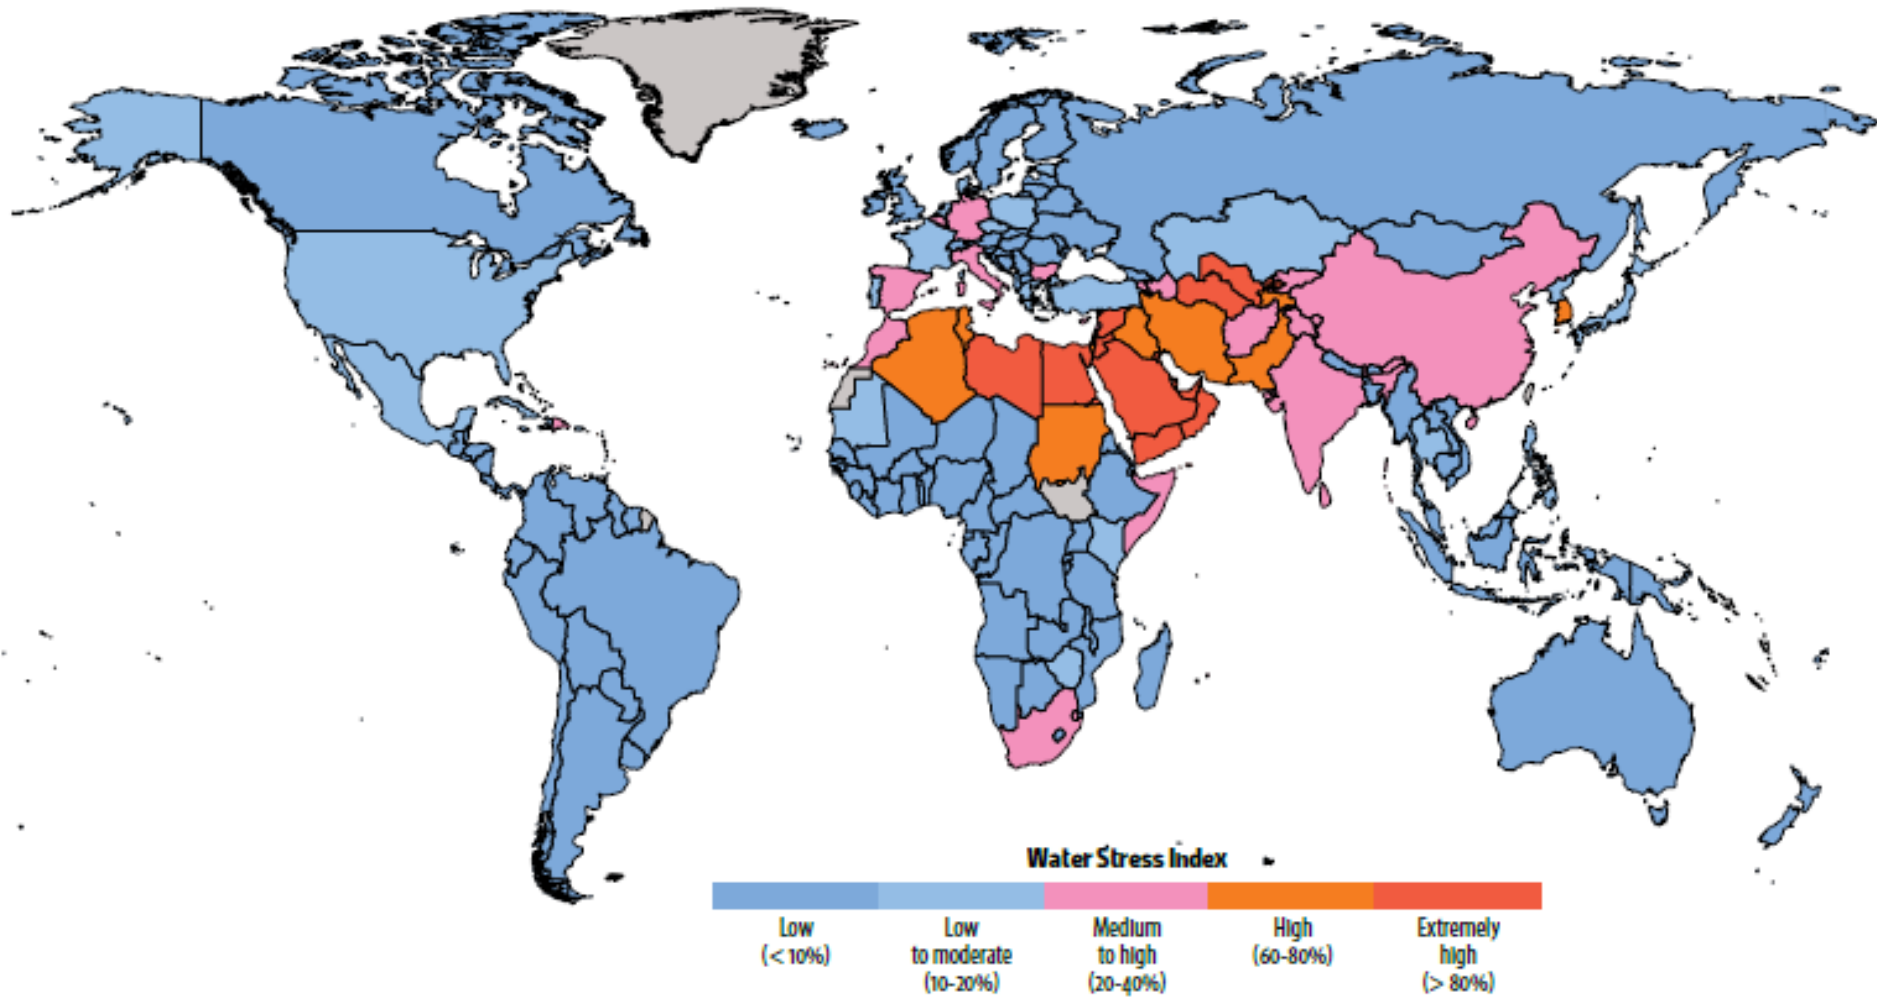 Water Stress Index
Low
(< 10%)
Low
to moderate
(10-20%)
Medium
to high
(20-40%)
High
(60-80%)
Extremely
high
(> 80%)